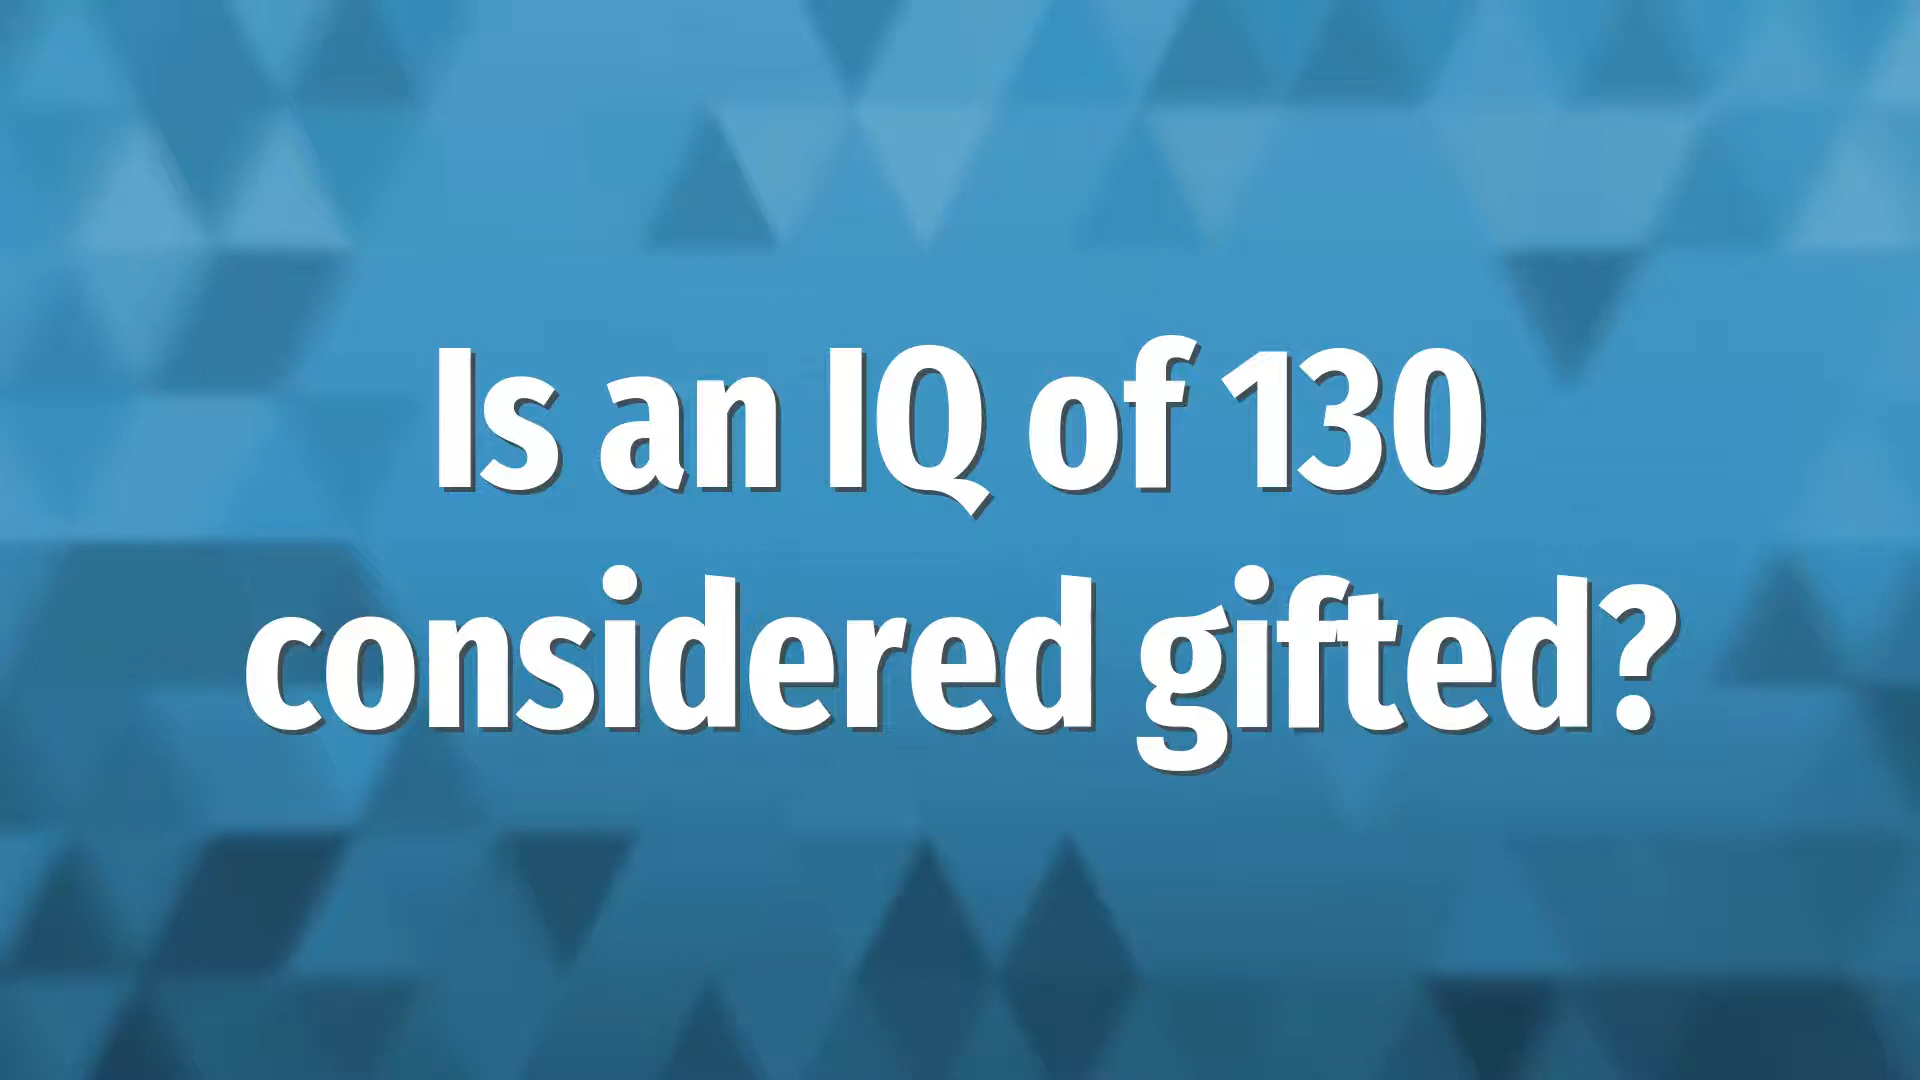 Is an IQ of 130
considered gifted?